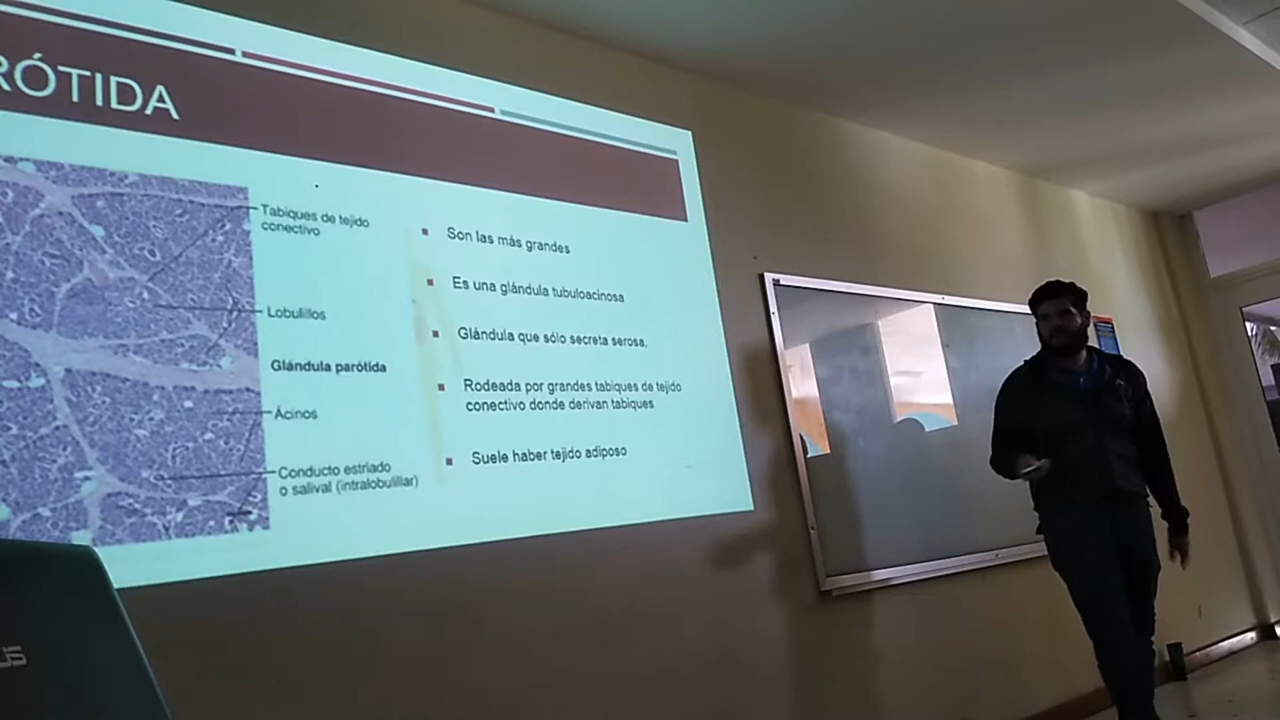 RÓTIDA
Tabiques de tejido
conectivo
Lobulillos
Glándula parótida
Ácinos
Conducto estriado
o salival (intralobulillar)
Son las más grandes
Es una glándula tubuloacinosa
Glándula que sólo secreta serosa.
Rodeada por grandes tabiques de tejido
conectivo donde derivan tabiques
Suele haber tejido adiposo
US